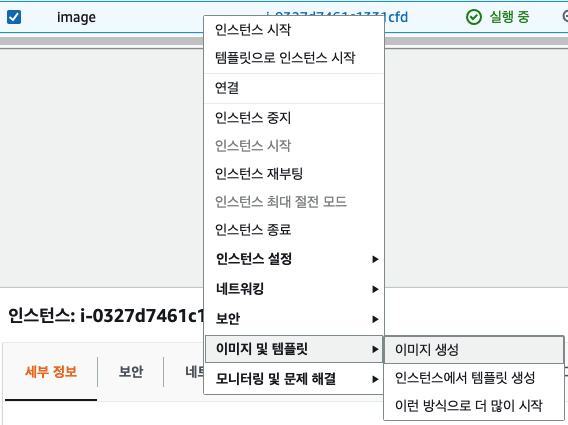 image
실행 중
인스턴스 시작
템플릿으로 인스턴스 시작
연결
인스턴스 중지
인스턴스 시작
인스턴스 재부팅
인스턴스 최대 절전 모드
인스턴스 종료
인스턴스 설정
네트워킹
보안
이미지 및 템플릿
모니터링 및 문제 해결
이미지 생성
인스턴스에서 템플릿 생성
이런 방식으로 더 많이 시작
인스턴스: i-0327d7461c1
세부 정보
보안
네트